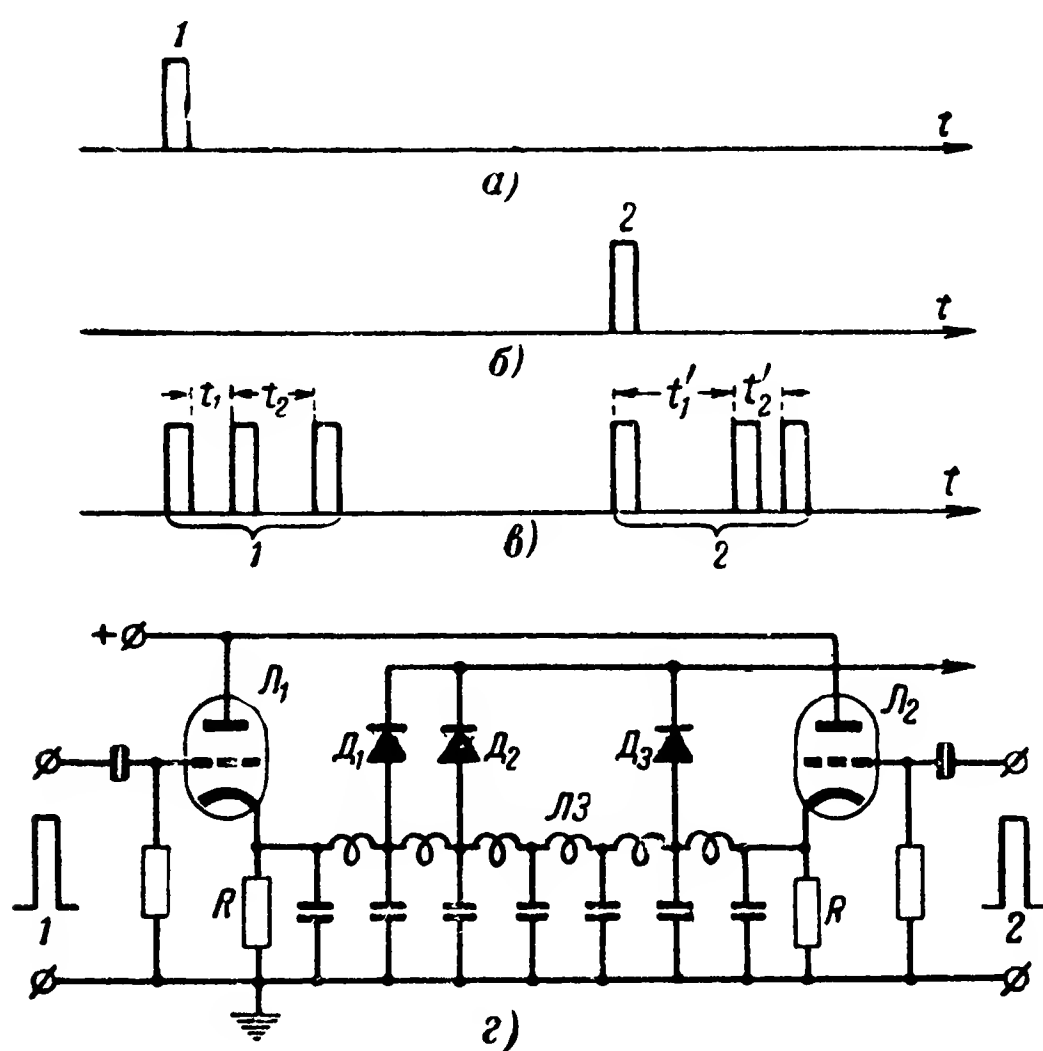 1
t
а)
2
t
б)
t₁ t₂ t₁′ t₂′
t
1 в) 2
+
Л₁ Л₂
Д₁ Д₂ Д₃
ЛЗ
1 R R 2
г)